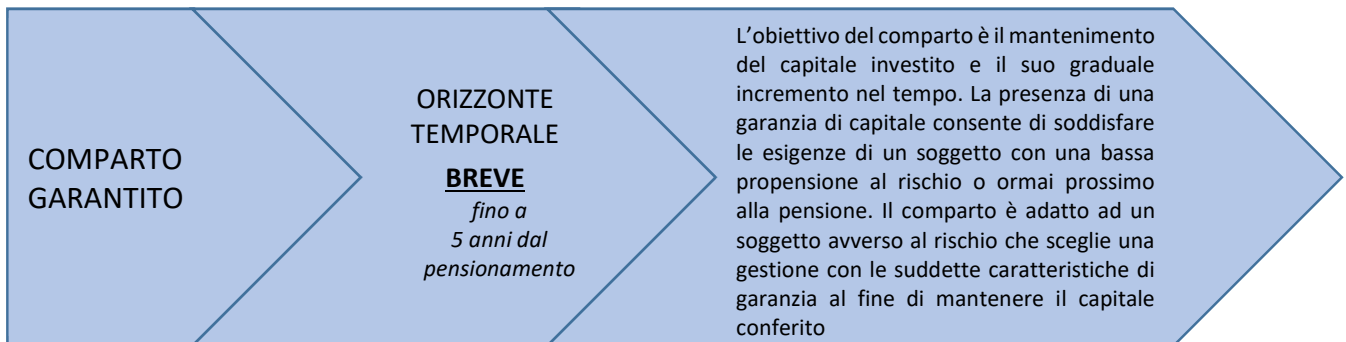 COMPARTO
GARANTITO
ORIZZONTE
TEMPORALE
BREVE
fino a
5 anni dal
pensionamento
L’obiettivo del comparto è il mantenimento
del capitale investito e il suo graduale
incremento nel tempo. La presenza di una
garanzia di capitale consente di soddisfare
le esigenze di un soggetto con una bassa
propensione al rischio o ormai prossimo
alla pensione. Il comparto è adatto ad un
soggetto avverso al rischio che sceglie una
gestione con le suddette caratteristiche di
garanzia al fine di mantenere il capitale
conferito